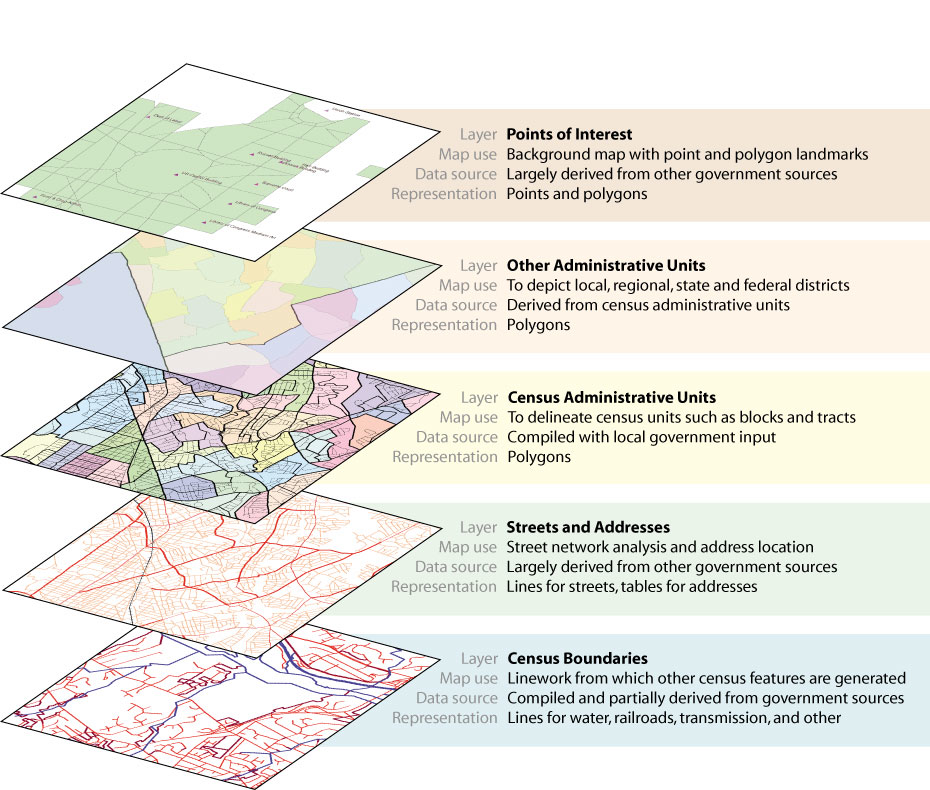 Layer Points of Interest
Map use Background map with point and polygon landmarks
Data source Largely derived from other government sources
Representation Points and polygons
Layer Other Administrative Units
Map use To depict local, regional, state and federal districts
Data source Derived from census administrative units
Representation Polygons
Layer Census Administrative Units
Map use To delineate census units such as blocks and tracts
Data source Compiled with local government input
Representation Polygons
Layer Streets and Addresses
Map use Street network analysis and address location
Data source Largely derived from other government sources
Representation Lines for streets, tables for addresses
Layer Census Boundaries
Map use Linework from which other census features are generated
Data source Compiled and partially derived from government sources
Representation Lines for water, railroads, transmission, and other